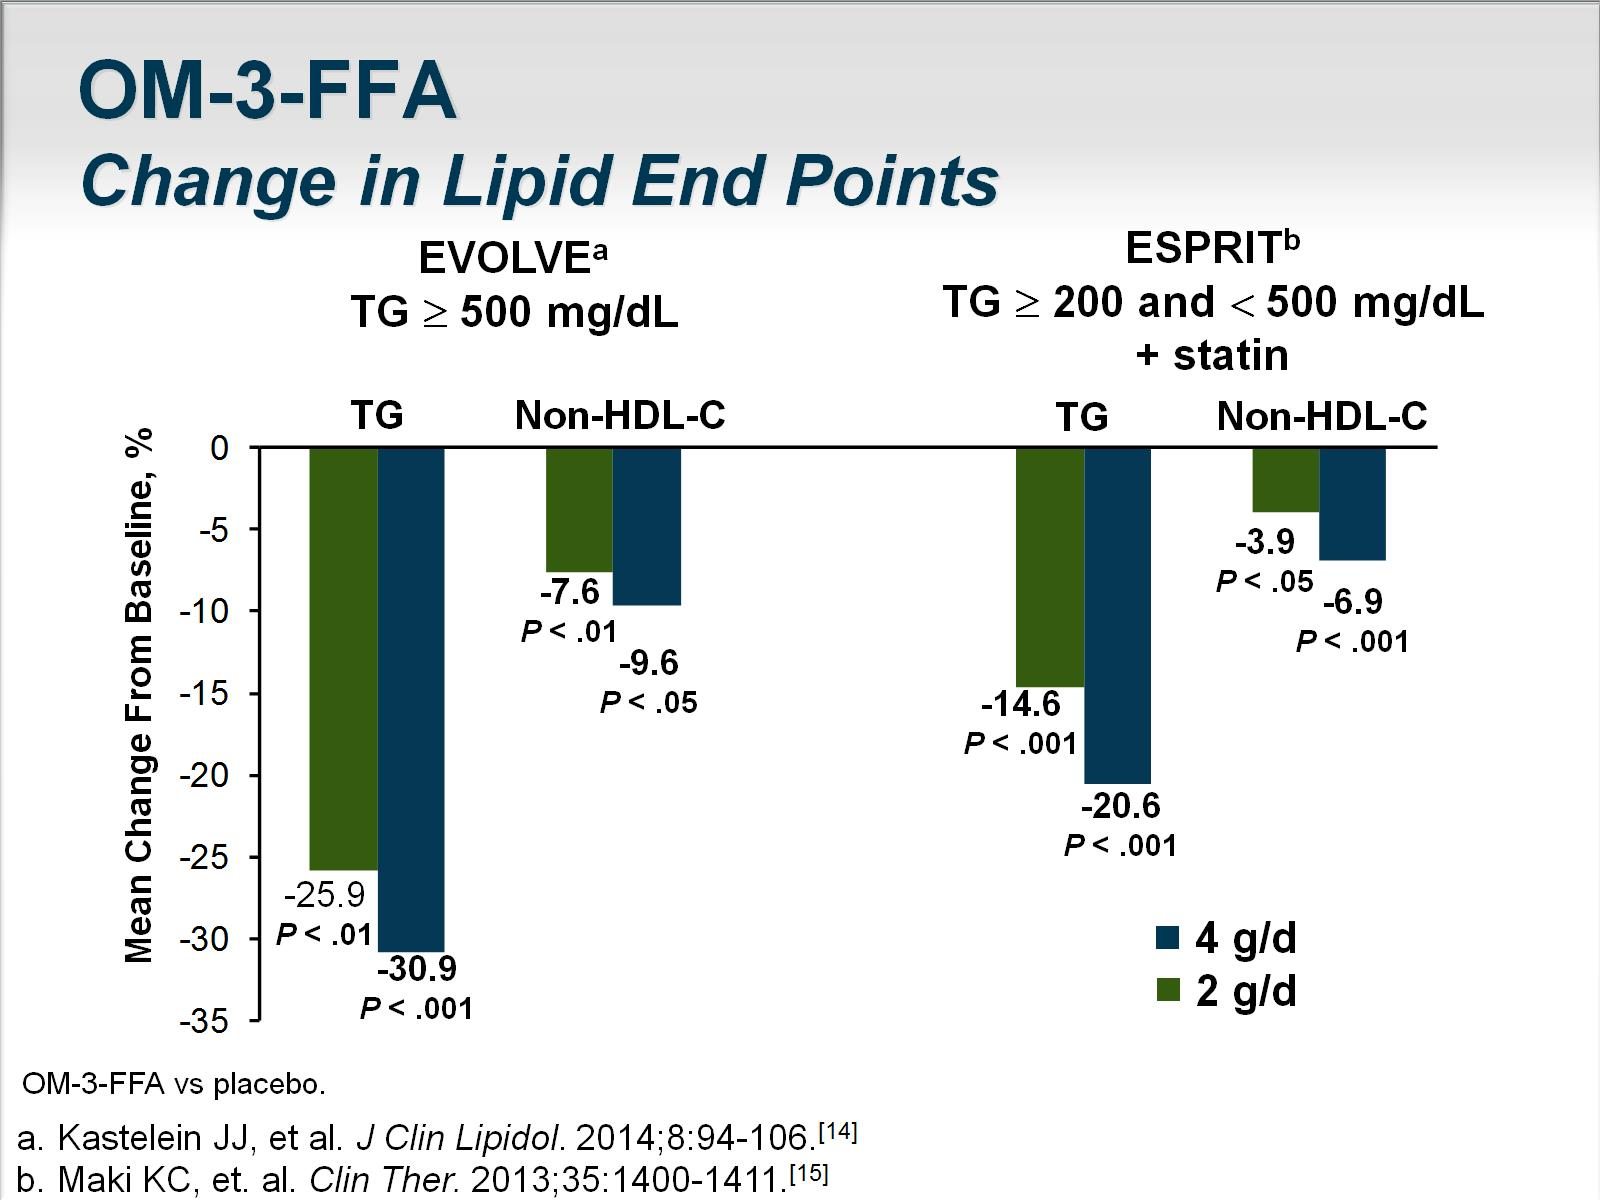 OM-3-FFA
Change in Lipid End Points
EVOLVEa
TG ≥ 500 mg/dL
ESPRITb
TG ≥ 200 and < 500 mg/dL
+ statin
TG
Non-HDL-C
TG
Non-HDL-C
Mean Change From Baseline, %
0
-5
-10
-15
-20
-25
-30
-35
-25.9
P < .01
-30.9
P < .001
-7.6
P < .01
-9.6
P < .05
-14.6
P < .001
-20.6
P < .001
-3.9
P < .05
-6.9
P < .001
4 g/d
2 g/d
OM-3-FFA vs placebo.
a. Kastelein JJ, et al. J Clin Lipidol. 2014;8:94-106.[14]
b. Maki KC, et. al. Clin Ther. 2013;35:1400-1411.[15]